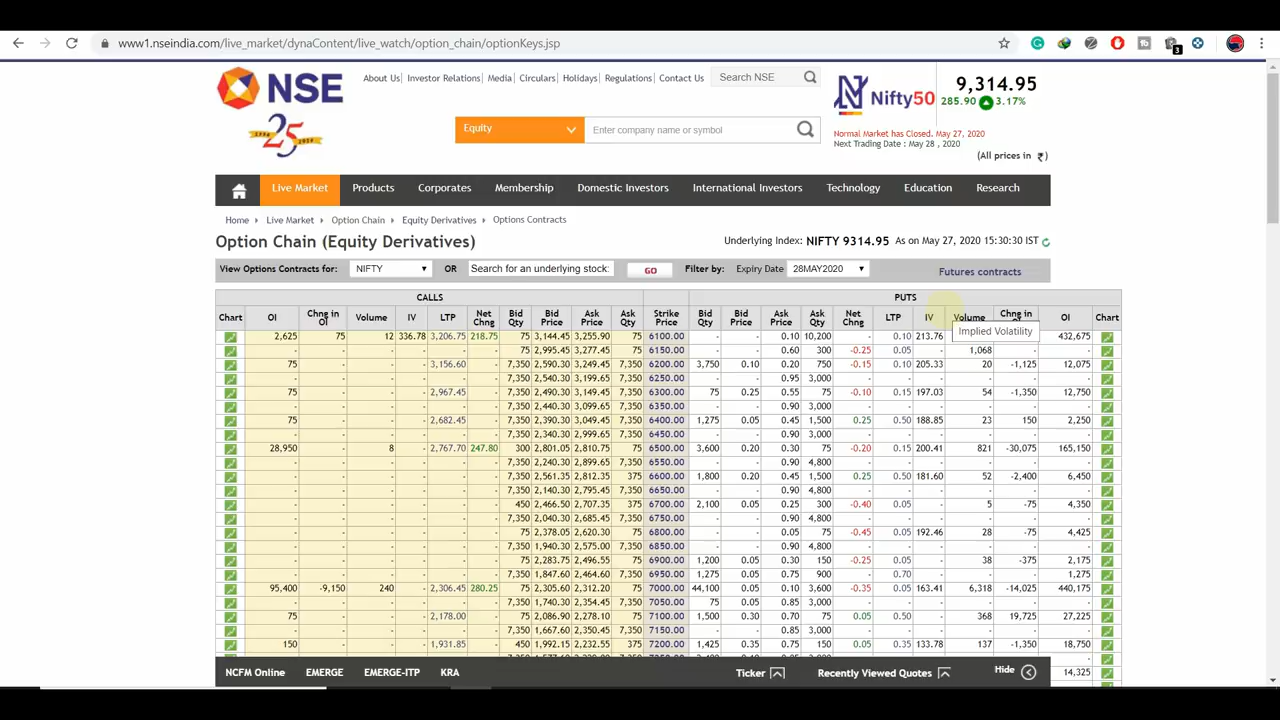 www1.nseindia.com/live_market/dynaContent/live_watch/option_chain/optionKeys.jsp
3
NSE
25
About Us| Investor Relations| Media| Circulars| Holidays| Regulations| Contact Us
Search NSE
Nifty50
9,314.95
285.90 3.17%
Equity
Enter company name or symbol
Normal Market has Closed. May 27, 2020
Next Trading Date : May 28 , 2020
(All prices in ₹)
Live Market Products Corporates Membership Domestic Investors International Investors Technology Education Research
Home Live Market Option Chain Equity Derivatives Options Contracts
Option Chain (Equity Derivatives)
Underlying Index: NIFTY 9314.95 As on May 27, 2020 15:30:30 IST
View Options Contracts for: NIFTY OR Search for an underlying stock: GO Filter by: Expiry Date 28MAY2020 Futures contracts
CALLS PUTS
Chart OI Chng in OI Volume IV LTP Net Chng Bid Qty Bid Price Ask Price Ask Qty Strike Price Bid Qty Bid Price Ask Price Ask Qty Net Chng LTP IV Volume Chng in OI Chart
Implied Volatility
2,625 75 12 336.78 3,206.75 218.75 75 3,144.45 3,255.90 75 6100.00 - - 0.10 10,200 - 0.10 213.76 - - 432,675
- - - - - - 75 2,995.45 3,277.45 75 6150.00 - - 0.60 300 -0.25 0.05 - 1,068 - -
75 - - - 3,156.60 - 7,350 2,590.30 3,249.45 7,350 6200.00 3,750 0.10 0.20 750 -0.15 0.10 205.33 20 -1,125 12,075
- - - - - - 7,350 2,540.30 3,199.65 7,350 6250.00 - - 0.95 3,000 - - - - - -
75 - - - 2,967.45 - 7,350 2,490.30 3,149.45 7,350 6300.00 75 0.25 0.55 75 -0.10 0.15 197.03 54 -1,350 12,750
- - - - - - 7,350 2,440.30 3,099.65 7,350 6350.00 - - 0.90 3,000 - - - - - -
75 - - - 2,682.45 - 7,350 2,390.30 3,049.45 7,350 6400.00 1,275 0.05 0.45 1,500 0.25 0.50 188.85 23 150 2,250
- - - - - - 7,350 2,340.30 2,999.65 7,350 6450.00 - - 0.90 3,000 - - - - - -
28,950 - 8 - 2,767.70 247.80 300 2,801.05 2,810.75 75 6500.00 3,600 0.20 0.30 75 -0.20 0.15 200.41 821 -30,075 165,150
- - - - - - 7,350 2,240.30 2,899.65 7,350 6550.00 - - 0.90 4,800 - - - - - -
- - - - - - 7,350 2,561.35 2,812.35 375 6600.00 1,800 0.20 0.45 75 0.25 0.50 181.60 52 -2,400 6,450
- - - - - - 7,350 2,140.30 2,795.45 7,350 6650.00 - - 0.90 4,800 - - - - - -
- - - - - - 450 2,466.50 2,707.35 375 6700.00 2,100 0.05 0.25 300 -0.40 0.05 - 5 -75 4,350
- - - - - - 7,350 2,040.30 2,685.45 7,350 6750.00 - - 0.90 4,800 - - - - - -
- - - - - - 75 2,378.05 2,620.30 75 6800.00 - - 0.05 75 -0.45 0.05 192.46 28 -75 4,425
- - - - - - 7,350 1,940.30 2,575.00 7,350 6850.00 - - 0.90 3,000 - - - - - -
- - - - - - 75 2,283.75 2,496.55 75 6900.00 1,200 0.05 0.30 150 -0.25 0.05 - 38 -375 2,175
- - - - - - 7,350 1,847.60 2,464.60 7,350 6950.00 1,275 0.05 0.75 900 - 0.70 - - - 1,275
95,400 -9,150 240 - 2,306.45 280.25 75 2,305.60 2,312.20 75 7000.00 44,100 0.05 0.10 3,600 -0.35 0.05 163.41 6,318 -14,025 440,175
- - - - - - 7,350 1,740.30 2,354.45 7,350 7050.00 75 0.05 0.85 3,000 - - - - - -
75 - - - 2,178.00 - 75 2,086.90 2,278.10 75 7100.00 1,500 0.30 0.70 75 0.05 0.50 - 368 19,725 27,225
- - - - - - 7,350 1,667.60 2,350.45 7,350 7150.00 - - 0.85 3,000 - - - - - -
150 - - - 1,931.85 - 450 1,992.15 2,232.00 75 7200.00 1,425 0.35 0.75 150 0.05 0.35 133.78 137 -1,350 18,750
14,325
NCFM Online EMERGE EMERGE-ITP KRA Ticker Recently Viewed Quotes Hide